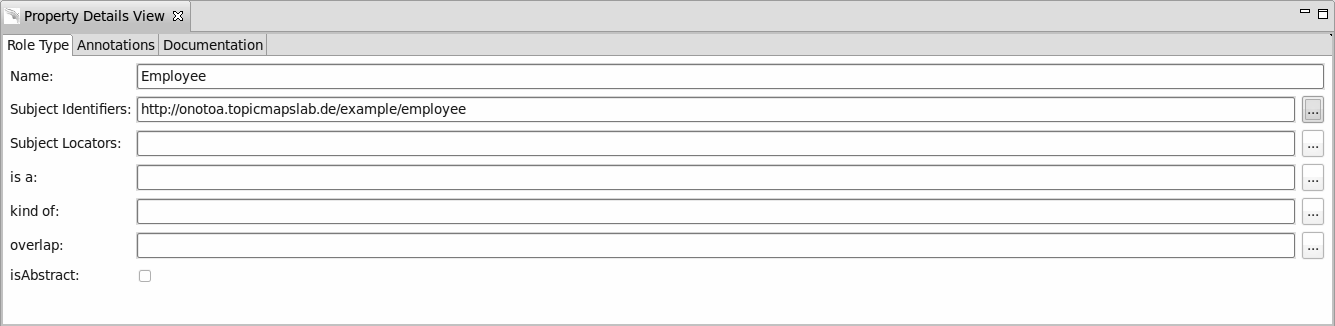 Property Details View
Role Type Annotations Documentation
Name: Employee
Subject Identifiers: http://onotoa.topicmapslab.de/example/employee ...
Subject Locators: ...
is a: ...
kind of: ...
overlap: ...
isAbstract: